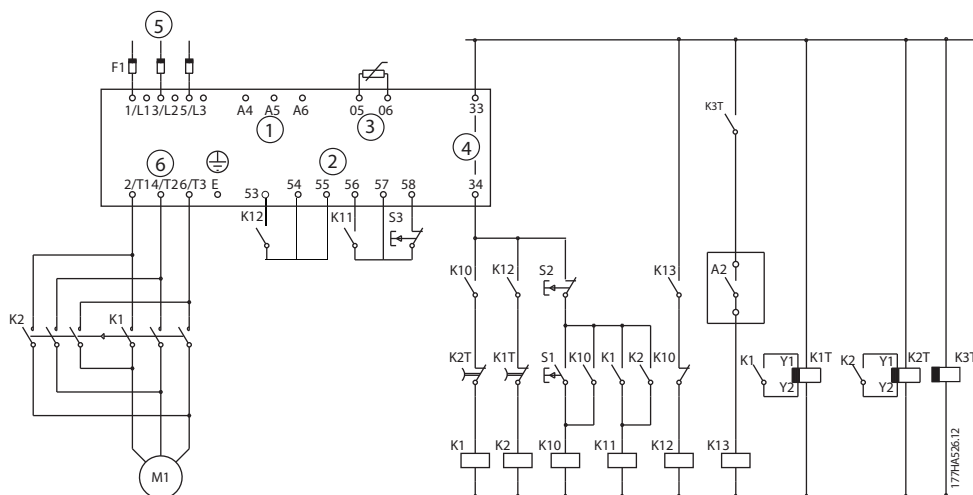 5
F1
1/L1 3/L2 5/L3 A4 A5 A6 05 06 33
1 3
4
K3T
6 2
2/T1 4/T2 6/T3 E 53 54 55 56 57 58 34
K12 K11 S3
K10 K12 S2 K13 A2
K2 K1
K2T K1T S1 K10 K1 K2 K10 K1 Y1 K1T K2 Y1 K2T K3T
Y2 Y2
K1 K2 K10 K11 K12 K13
M1
177HA526.12